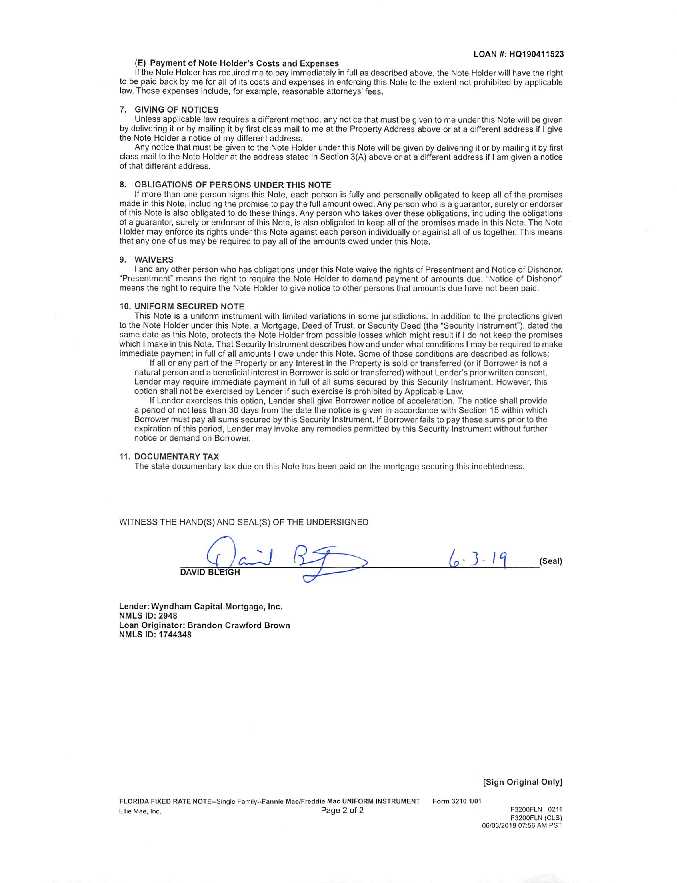 LOAN #: HQ190411523
(E) Payment of Note Holder's Costs and Expenses
If the Note Holder has required me to pay immediately in full as described above, the Note Holder will have the right
to be paid back by me for all of its costs and expenses in enforcing this Note to the extent not prohibited by applicable
law. Those expenses include, for example, reasonable attorneys' fees.
7. GIVING OF NOTICES
Unless applicable law requires a different method, any notice that must be given to me under this Note will be given
by delivering it or by mailing it by first class mail to me at the Property Address above or at a different address if I give
the Note Holder a notice of my different address.
Any notice that must be given to the Note Holder under this Note will be given by delivering it or by mailing it by first
class mail to the Note Holder at the address stated in Section 3(A) above or at a different address if I am given a notice
of that different address.
8. OBLIGATIONS OF PERSONS UNDER THIS NOTE
If more than one person signs this Note, each person is fully and personally obligated to keep all of the promises
made in this Note, including the promise to pay the full amount owed. Any person who is a guarantor, surety or endorser
of this Note is also obligated to do these things. Any person who takes over these obligations, including the obligations
of a guarantor, surety or endorser of this Note, is also obligated to keep all of the promises made in this Note. The Note
Holder may enforce its rights under this Note against each person individually or against all of us together. This means
that any one of us may be required to pay all of the amounts owed under this Note.
9. WAIVERS
I and any other person who has obligations under this Note waive the rights of Presentment and Notice of Dishonor.
"Presentment" means the right to require the Note Holder to demand payment of amounts due. "Notice of Dishonor"
means the right to require the Note Holder to give notice to other persons that amounts due have not been paid.
10. UNIFORM SECURED NOTE
This Note is a uniform instrument with limited variations in some jurisdictions. In addition to the protections given
to the Note Holder under this Note, a Mortgage, Deed of Trust, or Security Deed (the "Security Instrument"), dated the
same date as this Note, protects the Note Holder from possible losses which might result if I do not keep the promises
which I make in this Note. That Security Instrument describes how and under what conditions I may be required to make
immediate payment in full of all amounts I owe under this Note. Some of those conditions are described as follows:
If all or any part of the Property or any Interest in the Property is sold or transferred (or if Borrower is not a
natural person and a beneficial interest in Borrower is sold or transferred) without Lender's prior written consent,
Lender may require immediate payment in full of all sums secured by this Security Instrument. However, this
option shall not be exercised by Lender if such exercise is prohibited by Applicable Law.
If Lender exercises this option, Lender shall give Borrower notice of acceleration. The notice shall provide
a period of not less than 30 days from the date the notice is given in accordance with Section 15 within which
Borrower must pay all sums secured by this Security Instrument. If Borrower fails to pay these sums prior to the
expiration of this period, Lender may invoke any remedies permitted by this Security Instrument without further
notice or demand on Borrower.
11. DOCUMENTARY TAX
The state documentary tax due on this Note has been paid on the mortgage securing this indebtedness.
WITNESS THE HAND(S) AND SEAL(S) OF THE UNDERSIGNED
6-3-19 (Seal)
DAVID BLEIGH
Lender: Wyndham Capital Mortgage, Inc.
NMLS ID: 2948
Loan Originator: Brandon Crawford Brown
NMLS ID: 1744348
[Sign Original Only]
FLORIDA FIXED RATE NOTE--Single Family--Fannie Mae/Freddie Mac UNIFORM INSTRUMENT Form 3210 1/01
Ellie Mae, Inc. Page 2 of 2 F3200FLN 0211
F3200FLN (CLS)
06/03/2019 07:56 AM PST